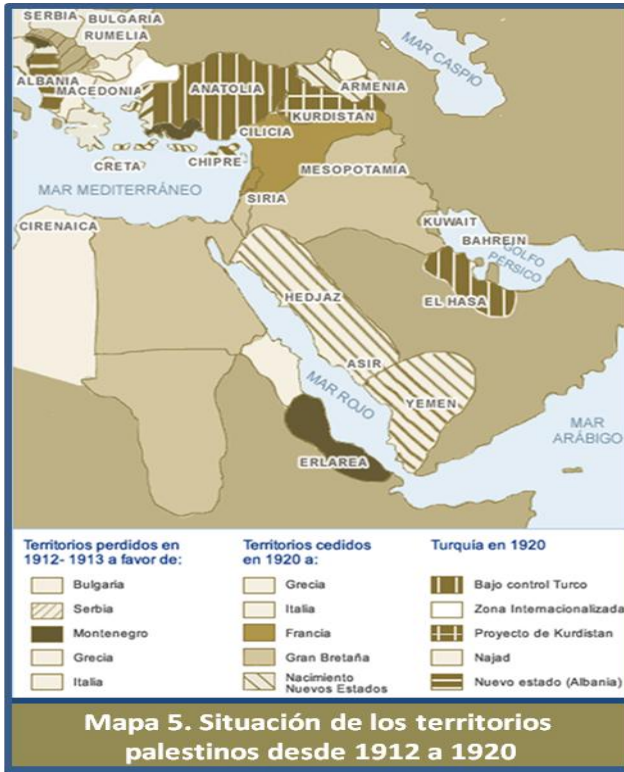 SERBIA
BULGARIA
RUMELIA
MAR CASPIO
ALBANIA
MACEDONIA
ANATOLIA
ARMENIA
KURDISTAN
CILICIA
CRETA
CHIPRE
MESOPOTAMIA
MAR MEDITERRÁNEO
SIRIA
CIRENAICA
KUWAIT
BAHREIN
GOLFO
PÉRSICO
HEDJAZ
EL HASA
ASIR
MAR ROJO
YEMEN
MAR
ARÁBIGO
ERLAREA
Territorios perdidos en
1912- 1913 a favor de:
Bulgaria
Serbia
Montenegro
Grecia
Italia
Territorios cedidos
en 1920 a:
Grecia
Italia
Francia
Gran Bretaña
Nacimiento
Nuevos Estados
Turquía en 1920
Bajo control Turco
Zona Internacionalizada
Proyecto de Kurdistan
Najad
Nuevo estado (Albania)
Mapa 5. Situación de los territorios
palestinos desde 1912 a 1920